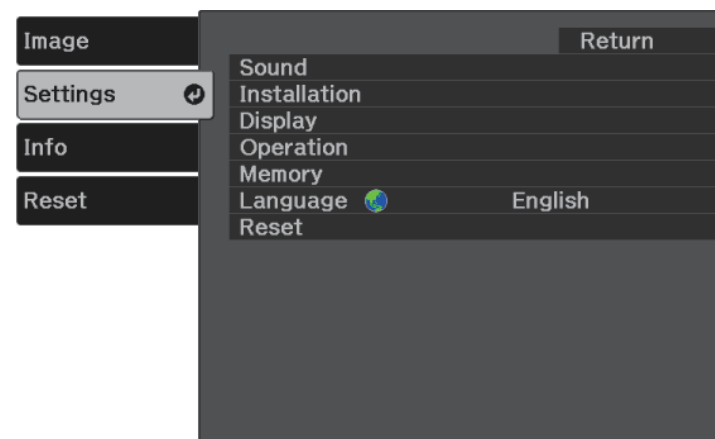 Image
Settings
Info
Reset
Return
Sound
Installation
Display
Operation
Memory
Language English
Reset